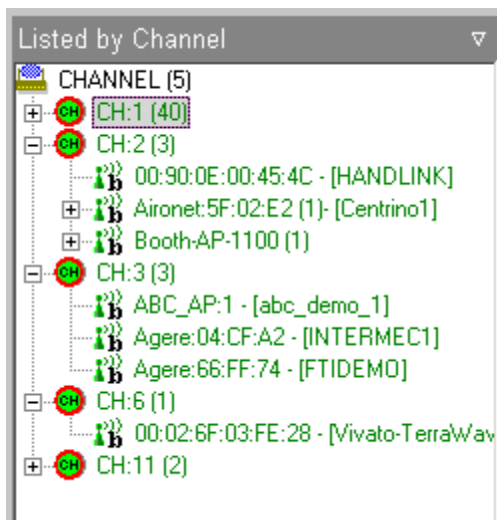 Listed by Channel
CHANNEL (5)
CH:1 (40)
CH:2 (3)
00:90:0E:00:45:4C - [HANDLINK]
Aironet:5F:02:E2 (1)- [Centrino1]
Booth-AP-1100 (1)
CH:3 (3)
ABC_AP:1 - [abc_demo_1]
Agere:04:CF:A2 - [INTERMEC1]
Agere:66:FF:74 - [FTIDEMO]
CH:6 (1)
00:02:6F:03:FE:28 - [Vivato-TerraWav
CH:11 (2)